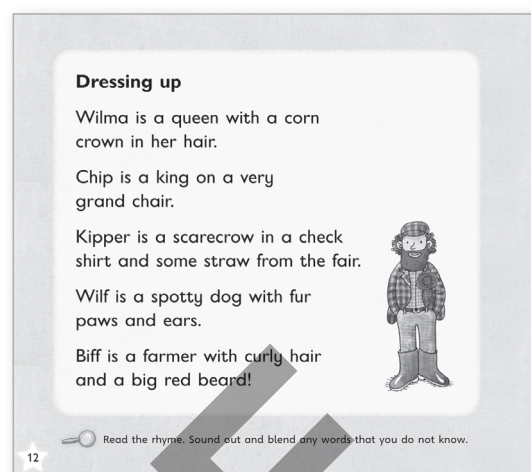 Dressing up
Wilma is a queen with a corn
crown in her hair.
Chip is a king on a very
grand chair.
Kipper is a scarecrow in a check
shirt and some straw from the fair.
Wilf is a spotty dog with fur
paws and ears.
Biff is a farmer with curly hair
and a big red beard!
Read the rhyme. Sound out and blend any words that you do not know.
12